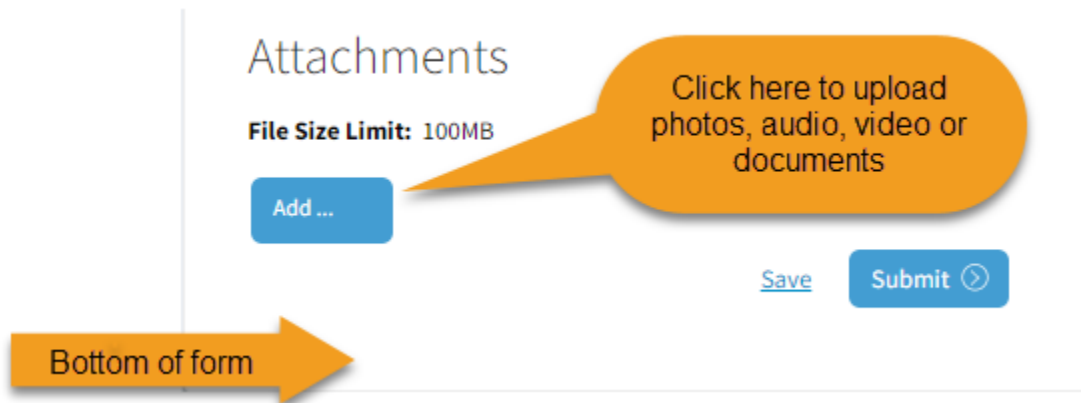 Attachments
Click here to upload
photos, audio, video or
documents
File Size Limit: 100MB
Add ...
Save
Submit
Bottom of form